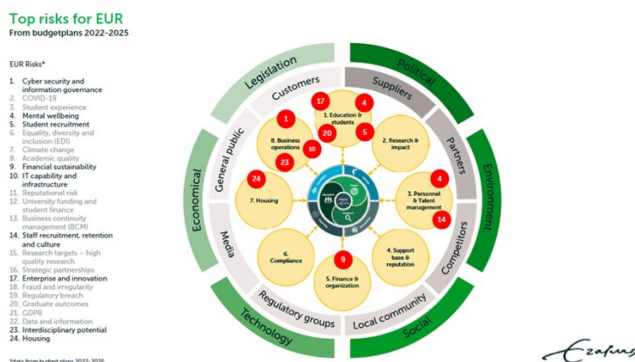 Top risks for EUR
From budgetplans 2022-2025
EUR Risks*
1. Cyber security and
information governance
2. COVID-19
3. Student experience
4. Mental wellbeing
5. Student recruitment
6. Equality, diversity and
inclusion (EDI)
7. Climate change
8. Academic quality
9. Financial sustainability
10. IT capability and
infrastructure
11. Reputational risk
12. University funding and
student finance
13. Business continuity
management (BCM)
14. Staff recruitment, retention
and culture
15. Research targets – high
quality research
16. Strategic partnerships
17. Enterprise and innovation
18. Fraud and irregularity
19. Regulatory breach
20. Graduate outcomes
21. GDPR
22. Data and information
23. Interdisciplinary potential
24. Housing
*data from budget plans 2022-2025
Legislation
Political
Environment
Social
Technology
Economical
Customers
Suppliers
Partners
Competitors
Local community
Regulatory groups
Media
General public
1. Education &
students
2. Research &
impact
3. Personnel
& Talent
management
4. Support
base &
reputation
5. Finance &
organization
6.
Compliance
7. Housing
8. Business
operations
17
4
20
5
1
10
23
24
4
14
9
Erasmus